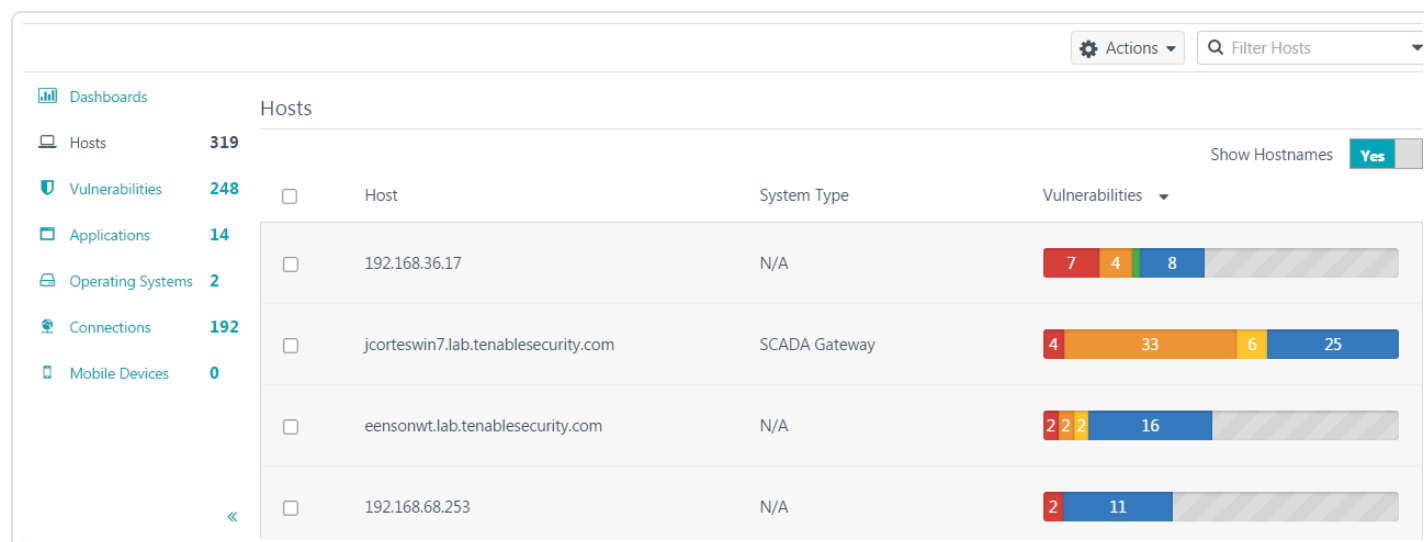 Actions Filter Hosts
Dashboards
Hosts
Hosts 319
Show Hostnames Yes
Vulnerabilities 248
Host System Type Vulnerabilities
Applications 14
192.168.36.17 N/A 7 4 8
Operating Systems 2
Connections 192
jcorteswin7.lab.tenablesecurity.com SCADA Gateway 4 33 6 25
Mobile Devices 0
eensonwt.lab.tenablesecurity.com N/A 2 2 2 16
192.168.68.253 N/A 2 11